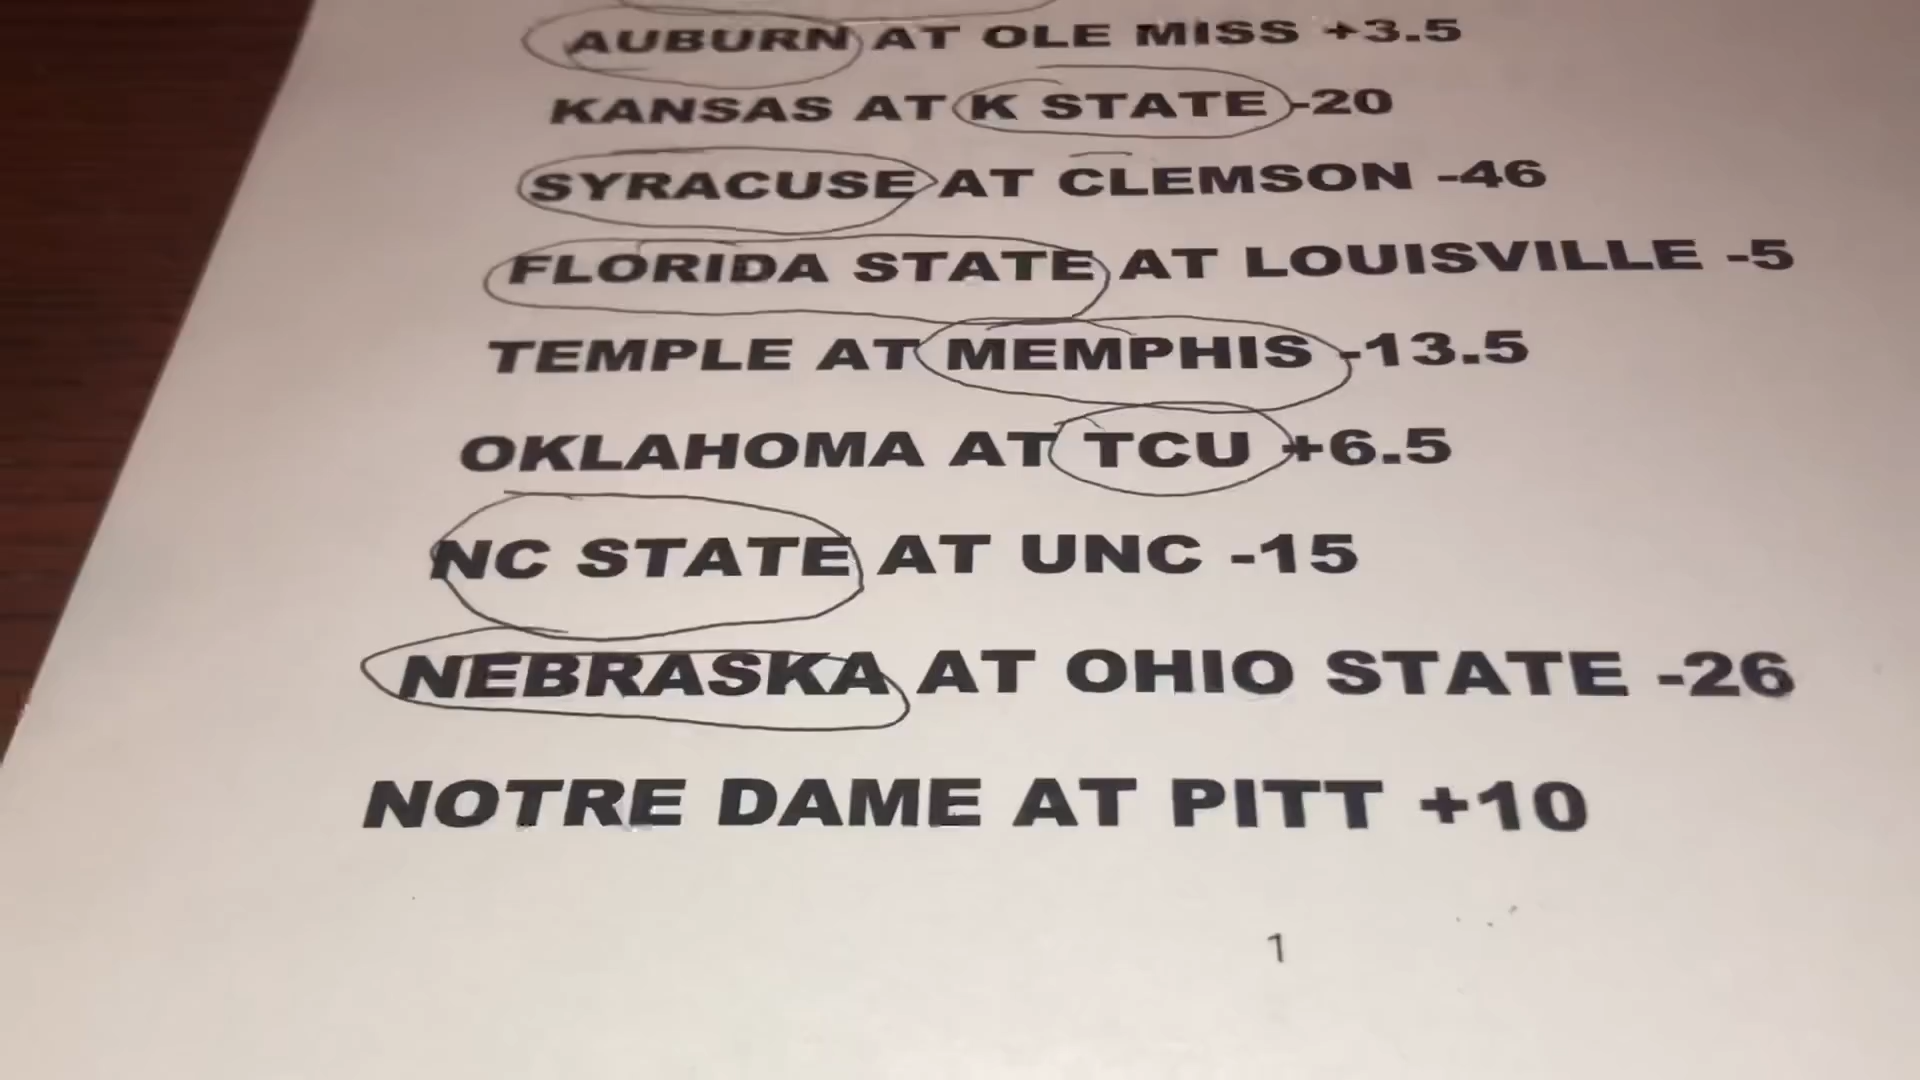 AUBURN AT OLE MISS +3.5
KANSAS AT K STATE -20
SYRACUSE AT CLEMSON -46
FLORIDA STATE AT LOUISVILLE -5
TEMPLE AT MEMPHIS -13.5
OKLAHOMA AT TCU +6.5
NC STATE AT UNC -15
NEBRASKA AT OHIO STATE -26
NOTRE DAME AT PITT +10
1